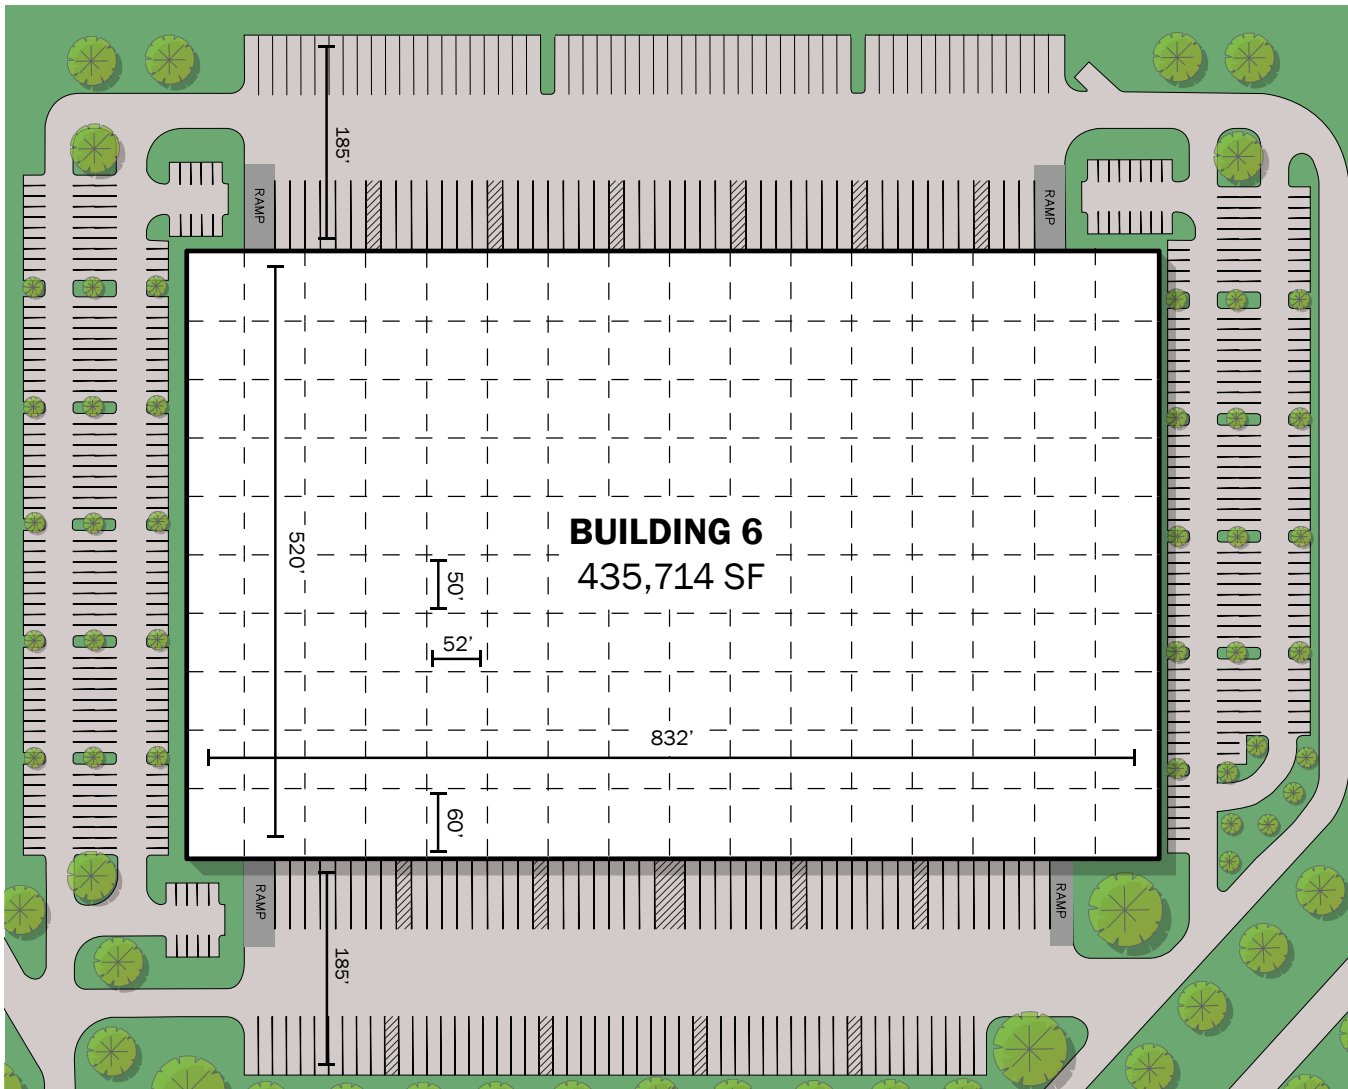 185'
RAMP
RAMP
BUILDING 6
435,714 SF
520'
50'
52'
832'
60'
RAMP
RAMP
185'